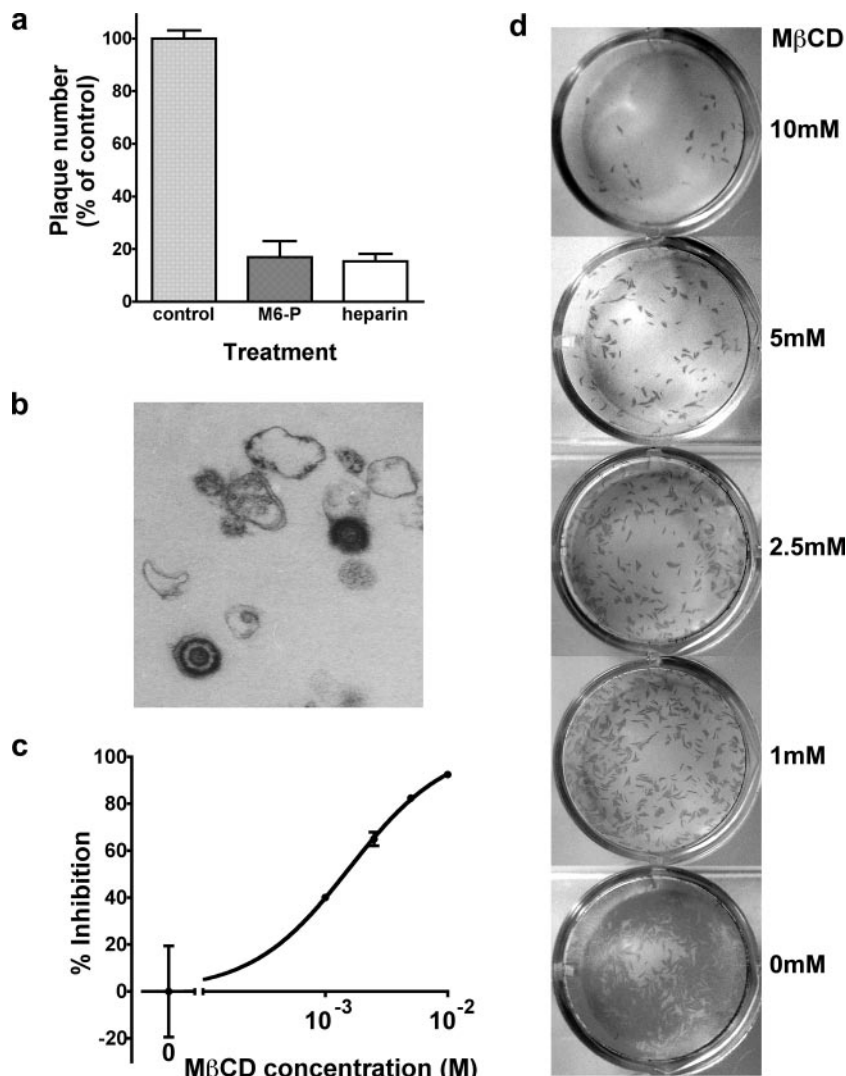 a
Plaque number
(% of control)
100
80
60
40
20
0
control M6-P heparin
Treatment
b
c
% Inhibition
100
80
60
40
20
0
-20
0
10⁻³ 10⁻²
MβCD concentration (M)
d
MβCD
10mM
5mM
2.5mM
1mM
0mM